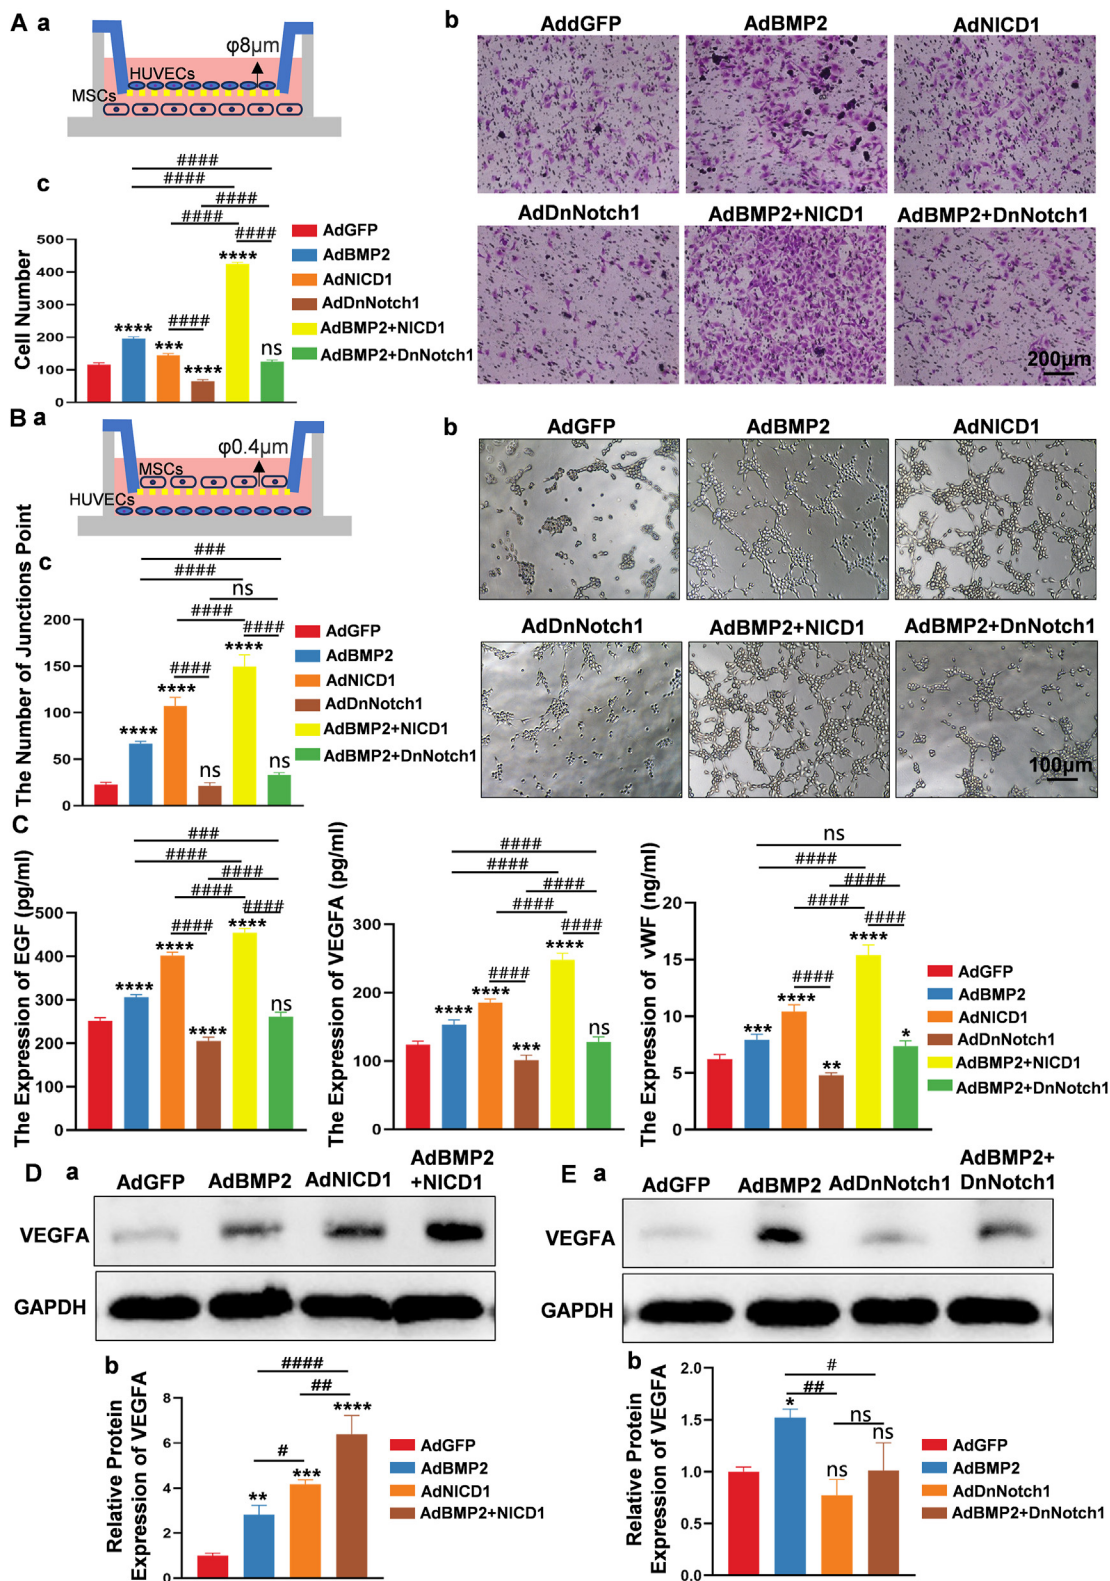 A a
φ8µm
HUVECs
MSCs
b
AddGFP AdBMP2 AdNICD1
AdDnNotch1 AdBMP2+NICD1 AdBMP2+DnNotch1
200µm
c
####
####
####
####
####
Cell Number
500
400
300
200
100
0
****
***
####
****
****
ns
AdGFP
AdBMP2
AdNICD1
AdDnNotch1
AdBMP2+NICD1
AdBMP2+DnNotch1
B a
φ0.4µm
MSCs
HUVECs
b
AdGFP AdBMP2 AdNICD1
AdDnNotch1 AdBMP2+NICD1 AdBMP2+DnNotch1
100µm
c
###
####
ns
####
####
The Number of Junctions Point
200
150
100
50
0
****
****
####
ns
****
ns
AdGFP
AdBMP2
AdNICD1
AdDnNotch1
AdBMP2+NICD1
AdBMP2+DnNotch1
C
###
####
####
####
####
The Expression of EGF (pg/ml)
500
400
300
200
100
0
****
****
####
****
****
ns
####
####
####
####
####
The Expression of VEGFA (pg/ml)
300
200
100
0
****
****
####
***
****
ns
ns
####
####
####
####
The Expression of vWF (ng/ml)
20
15
10
5
0
***
****
####
**
****
*
AdGFP
AdBMP2
AdNICD1
AdDnNotch1
AdBMP2+NICD1
AdBMP2+DnNotch1
D a
AdGFP AdBMP2 AdNICD1 AdBMP2
+NICD1
VEGFA
GAPDH
b
####
##
#
Relative Protein
Expression of VEGFA
8
6
4
2
0
**
***
****
AdGFP
AdBMP2
AdNICD1
AdBMP2+NICD1
E a
AdGFP AdBMP2 AdDnNotch1 AdBMP2+
DnNotch1
VEGFA
GAPDH
b
#
##
ns
Relative Protein
Expression of VEGFA
2.0
1.5
1.0
0.5
0.0
*
ns
ns
AdGFP
AdBMP2
AdDnNotch1
AdBMP2+DnNotch1